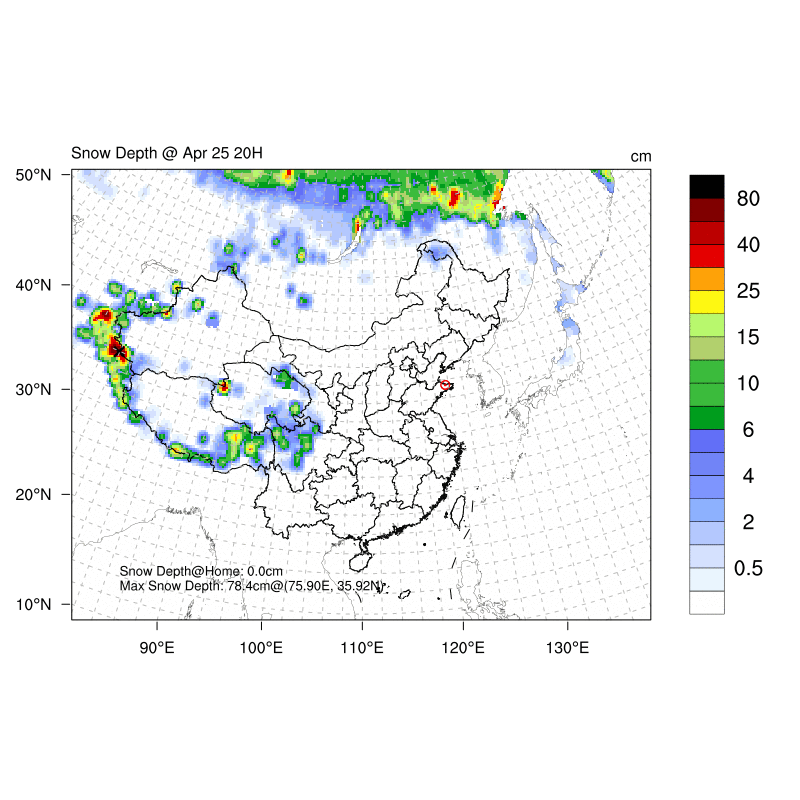 Snow Depth @ Apr 25 20H
cm
50°N
40°N
30°N
20°N
10°N
90°E
100°E
110°E
120°E
130°E
80
40
25
15
10
6
4
2
0.5
Snow Depth@Home: 0.0cm
Max Snow Depth: 78.4cm@(75.90E, 35.92N)